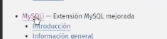 MySQLi — Extensión MySQL mejorada
Introducción
Información general